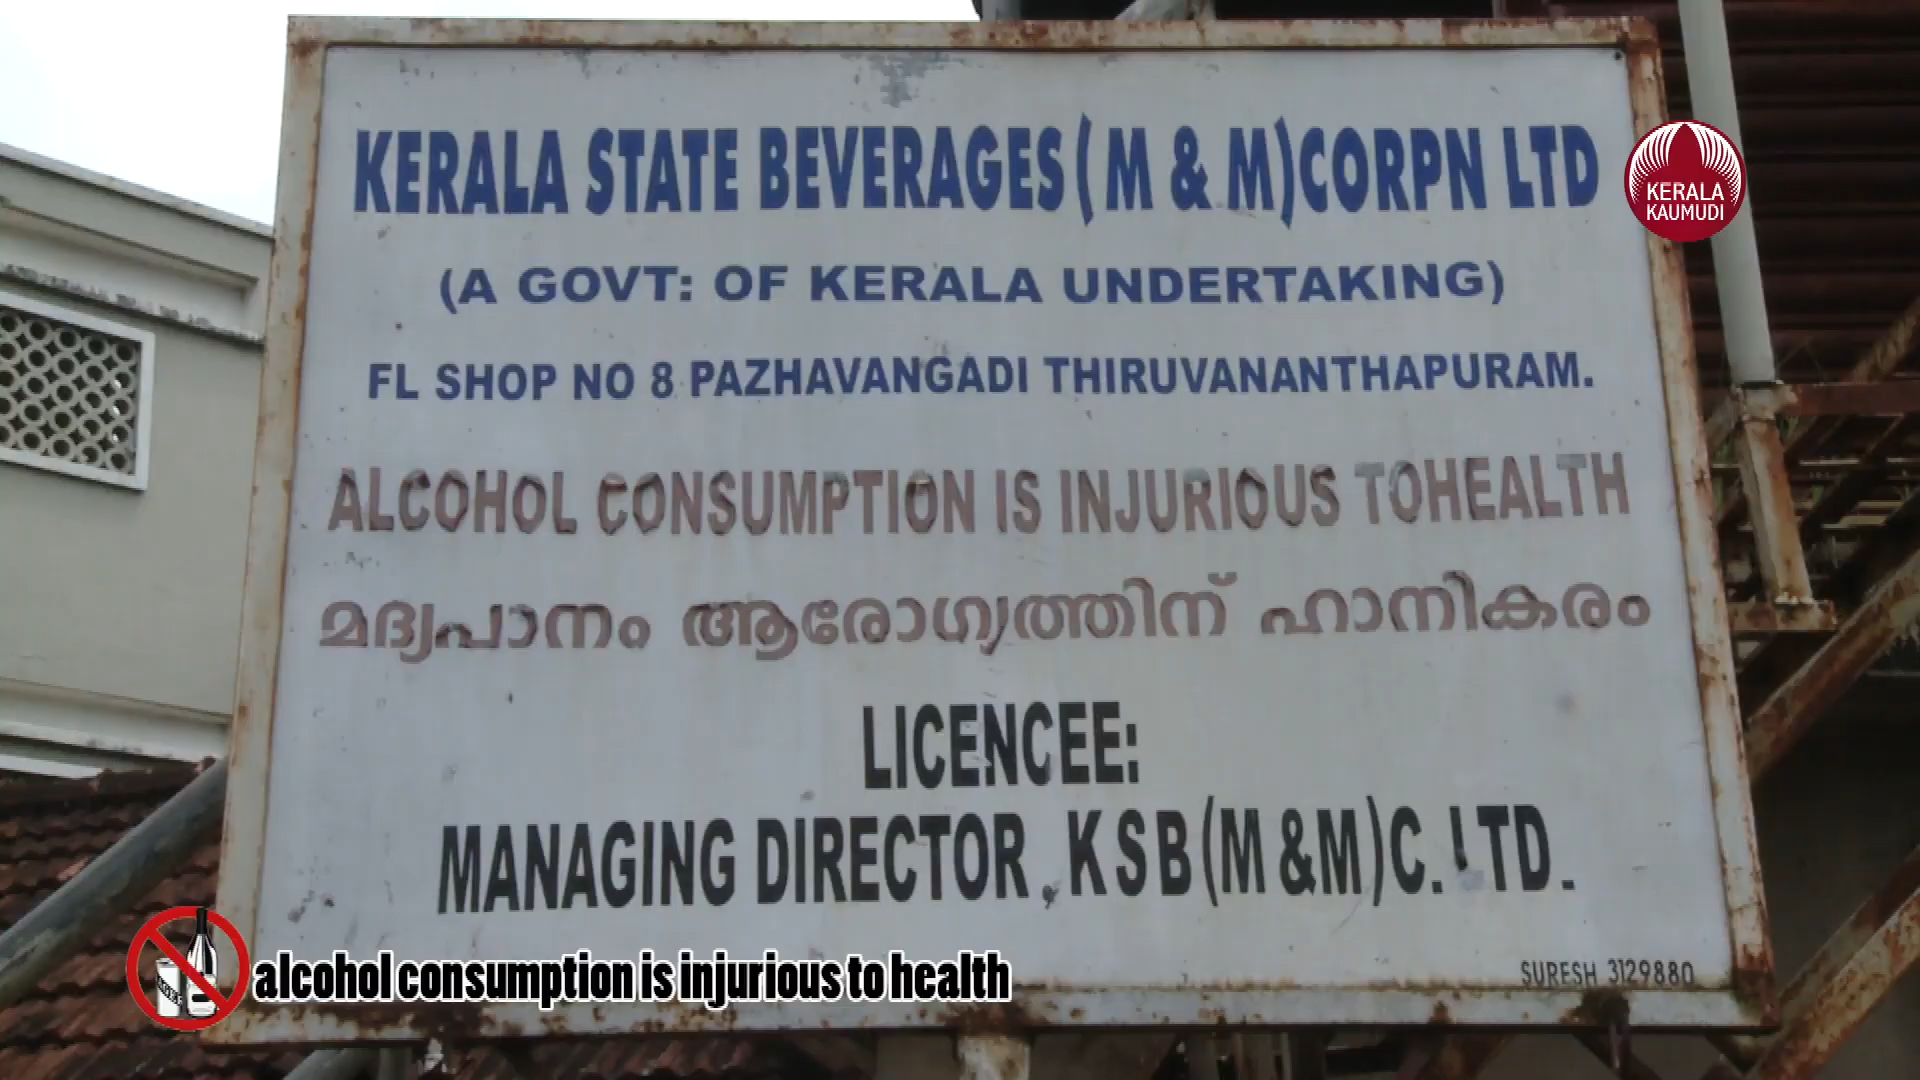 KERALA STATE BEVERAGES (M & M) CORPN LTD
(A GOVT: OF KERALA UNDERTAKING)
FL SHOP NO 8 PAZHAVANGADI THIRUVANANTHAPURAM.
ALCOHOL CONSUMPTION IS INJURIOUS TOHEALTH
മദ്യപാനം ആരോഗ്യത്തിന് ഹാനികരം
LICENCEE:
MANAGING DIRECTOR, K S B (M & M) C. LTD.
SURESH 3129880
KERALA
KAUMUDI
alcohol consumption is injurious to health